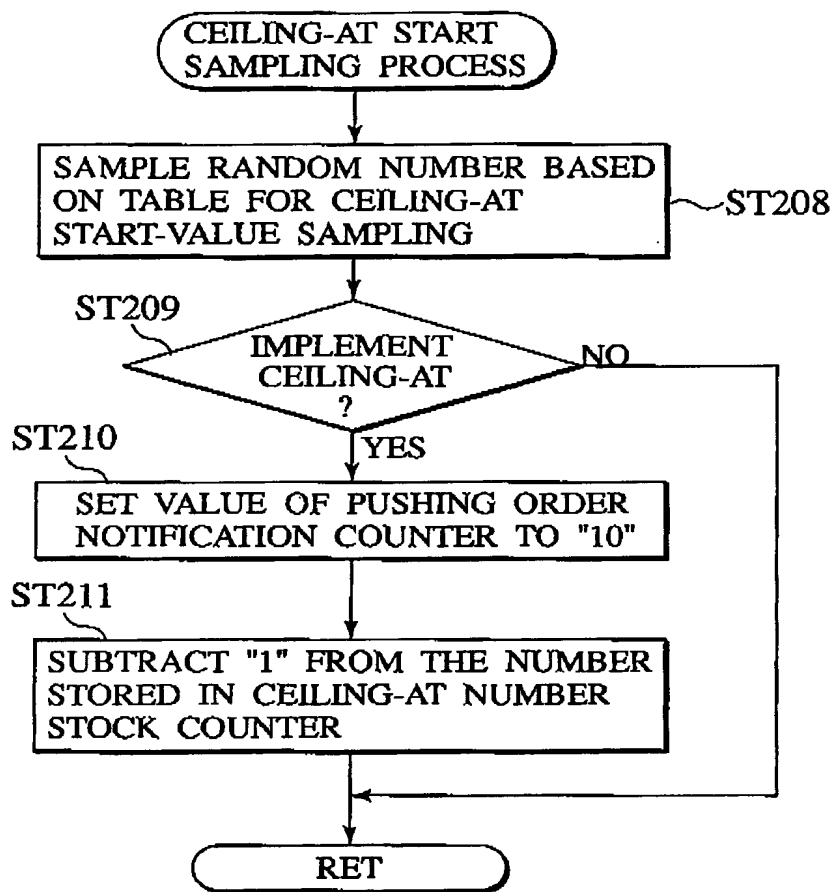 CEILING-AT START
SAMPLING PROCESS
SAMPLE RANDOM NUMBER BASED
ON TABLE FOR CEILING-AT
START-VALUE SAMPLING
ST208
ST209
IMPLEMENT
CEILING-AT
?
NO
YES
ST210
SET VALUE OF PUSHING ORDER
NOTIFICATION COUNTER TO "10"
ST211
SUBTRACT "1" FROM THE NUMBER
STORED IN CEILING-AT NUMBER
STOCK COUNTER
RET